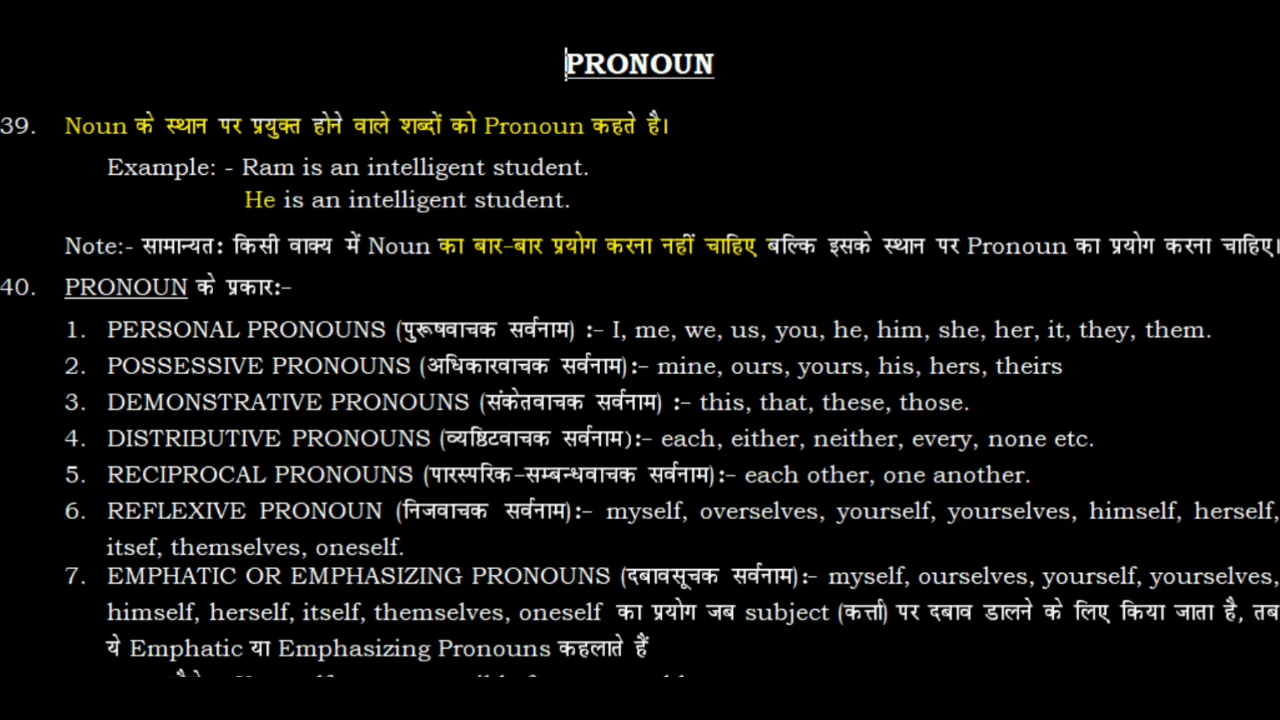 PRONOUN
39. Noun के स्थान पर प्रयुक्त होने वाले शब्दों को Pronoun कहते है।
Example: - Ram is an intelligent student.
He is an intelligent student.
Note:- सामान्यत: किसी वाक्य में Noun का बार-बार प्रयोग करना नहीं चाहिए बल्कि इसके स्थान पर Pronoun का प्रयोग करना चाहिए।
40. PRONOUN के प्रकार:-
1. PERSONAL PRONOUNS (पुरूषवाचक सर्वनाम) :- I, me, we, us, you, he, him, she, her, it, they, them.
2. POSSESSIVE PRONOUNS (अधिकारवाचक सर्वनाम):- mine, ours, yours, his, hers, theirs
3. DEMONSTRATIVE PRONOUNS (संकेतवाचक सर्वनाम) :- this, that, these, those.
4. DISTRIBUTIVE PRONOUNS (व्यष्ठिटवाचक सर्वनाम):- each, either, neither, every, none etc.
5. RECIPROCAL PRONOUNS (पारस्परिक-सम्बन्धवाचक सर्वनाम):- each other, one another.
6. REFLEXIVE PRONOUN (निजवाचक सर्वनाम):- myself, overselves, yourself, yourselves, himself, herself,
itsef, themselves, oneself.
7. EMPHATIC OR EMPHASIZING PRONOUNS (दबावसूचक सर्वनाम):- myself, ourselves, yourself, yourselves,
himself, herself, itself, themselves, oneself का प्रयोग जब subject (कर्त्ता) पर दबाव डालने के लिए किया जाता है, तब
ये Emphatic या Emphasizing Pronouns कहलाते हैं